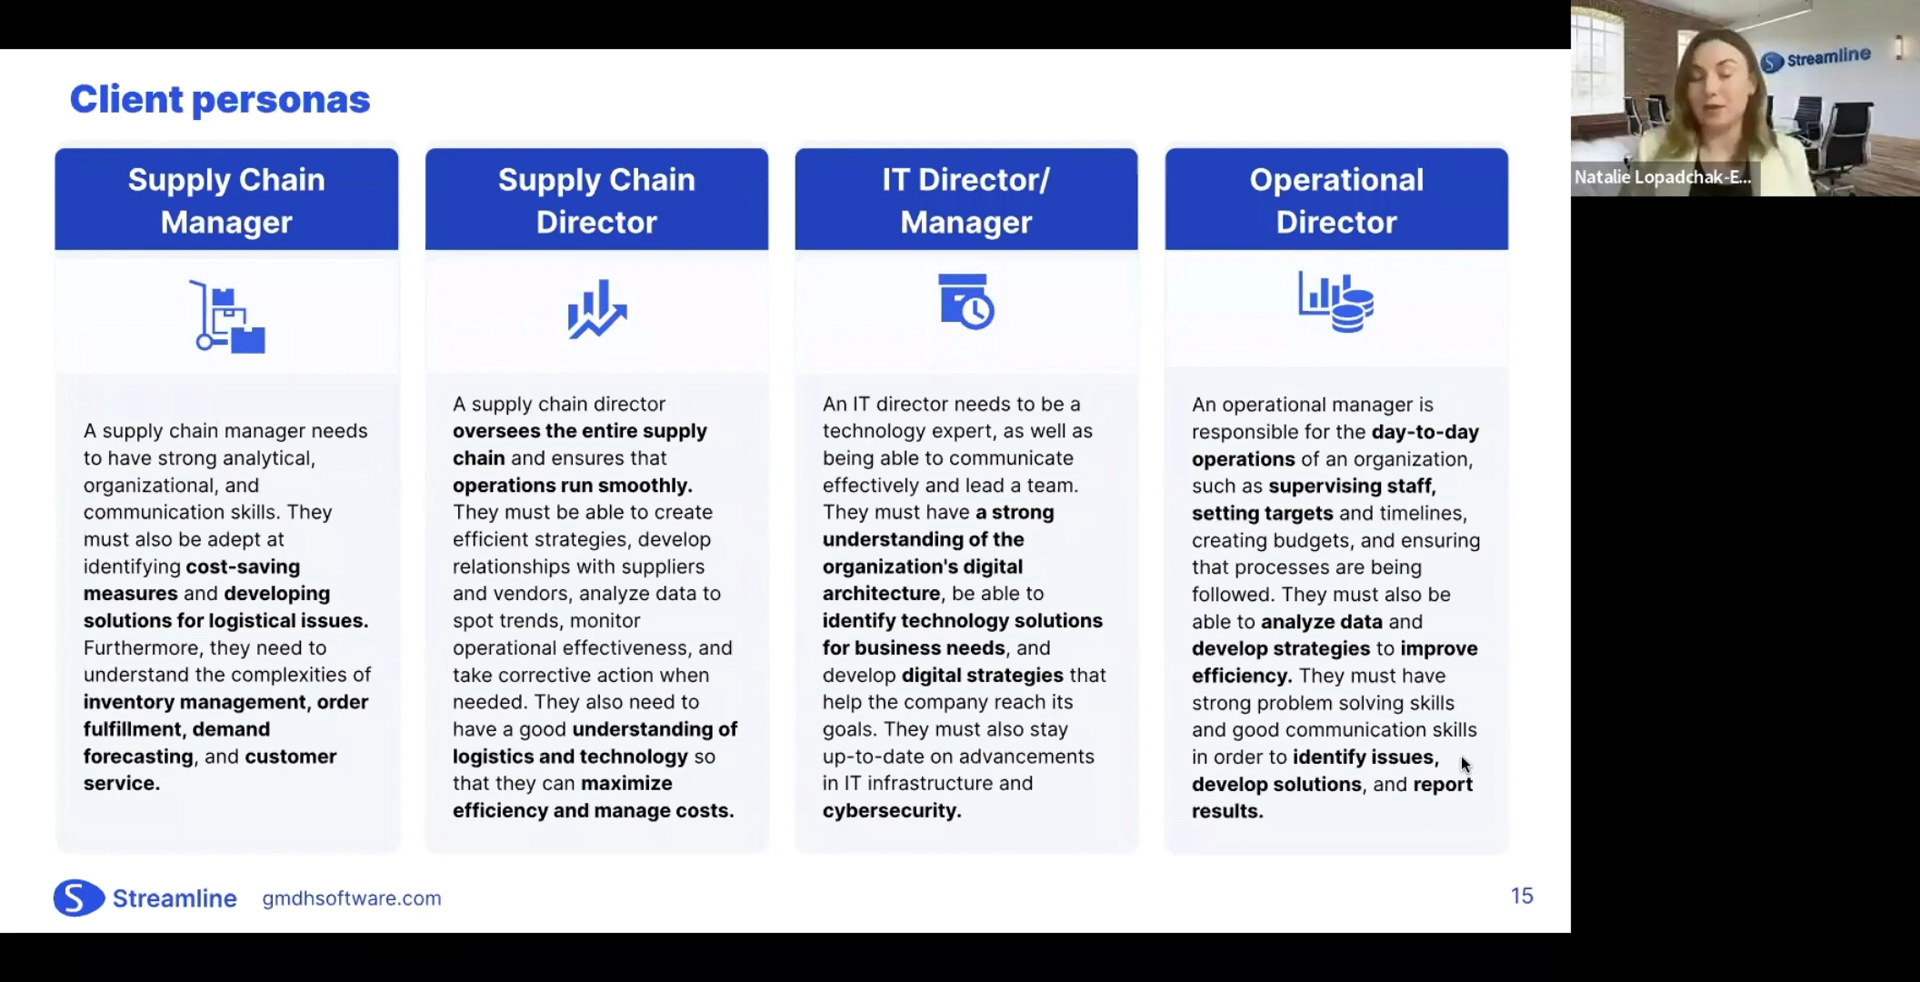 Client personas
Supply Chain
Manager
A supply chain manager needs
to have strong analytical,
organizational, and
communication skills. They
must also be adept at
identifying cost-saving
measures and developing
solutions for logistical issues.
Furthermore, they need to
understand the complexities of
inventory management, order
fulfillment, demand
forecasting, and customer
service.
Supply Chain
Director
A supply chain director
oversees the entire supply
chain and ensures that
operations run smoothly.
They must be able to create
efficient strategies, develop
relationships with suppliers
and vendors, analyze data to
spot trends, monitor
operational effectiveness, and
take corrective action when
needed. They also need to
have a good understanding of
logistics and technology so
that they can maximize
efficiency and manage costs.
IT Director/
Manager
An IT director needs to be a
technology expert, as well as
being able to communicate
effectively and lead a team.
They must have a strong
understanding of the
organization's digital
architecture, be able to
identify technology solutions
for business needs, and
develop digital strategies that
help the company reach its
goals. They must also stay
up-to-date on advancements
in IT infrastructure and
cybersecurity.
Operational
Director
An operational manager is
responsible for the day-to-day
operations of an organization,
such as supervising staff,
setting targets and timelines,
creating budgets, and ensuring
that processes are being
followed. They must also be
able to analyze data and
develop strategies to improve
efficiency. They must have
strong problem solving skills
and good communication skills
in order to identify issues,
develop solutions, and report
results.
S Streamline gmdhsoftware.com
15
S Streamline
Natalie Lopadchak-E...